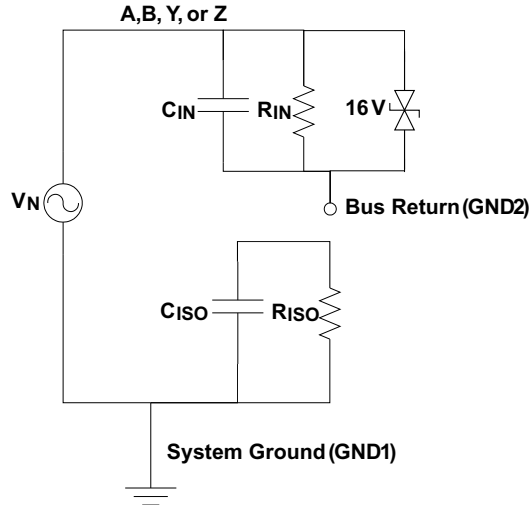 A,B, Y, or Z
CIN
RIN
16 V
VN
Bus Return (GND2)
CISO
RISO
System Ground (GND1)